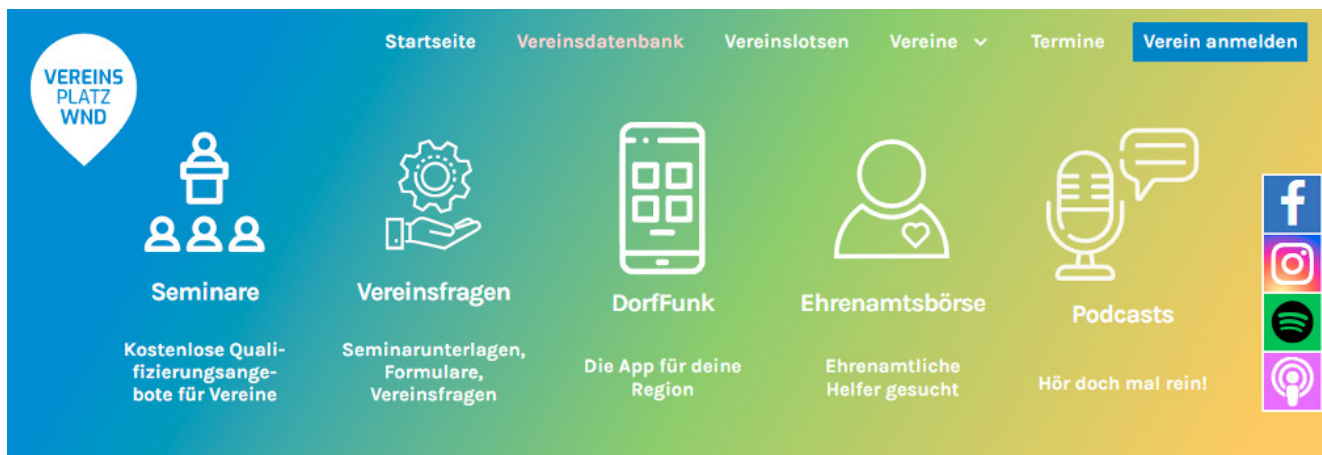 Startseite Vereinsdatenbank Vereinslotsen Vereine Termine Verein anmelden
VEREINS
PLATZ
WND
Seminare
Kostenlose Quali-
fizierungsange-
bote für Vereine
Vereinsfragen
Seminarunterlagen,
Formulare,
Vereinsfragen
DorfFunk
Die App für deine
Region
Ehrenamtsbörse
Ehrenamtliche
Helfer gesucht
Podcasts
Hör doch mal rein!